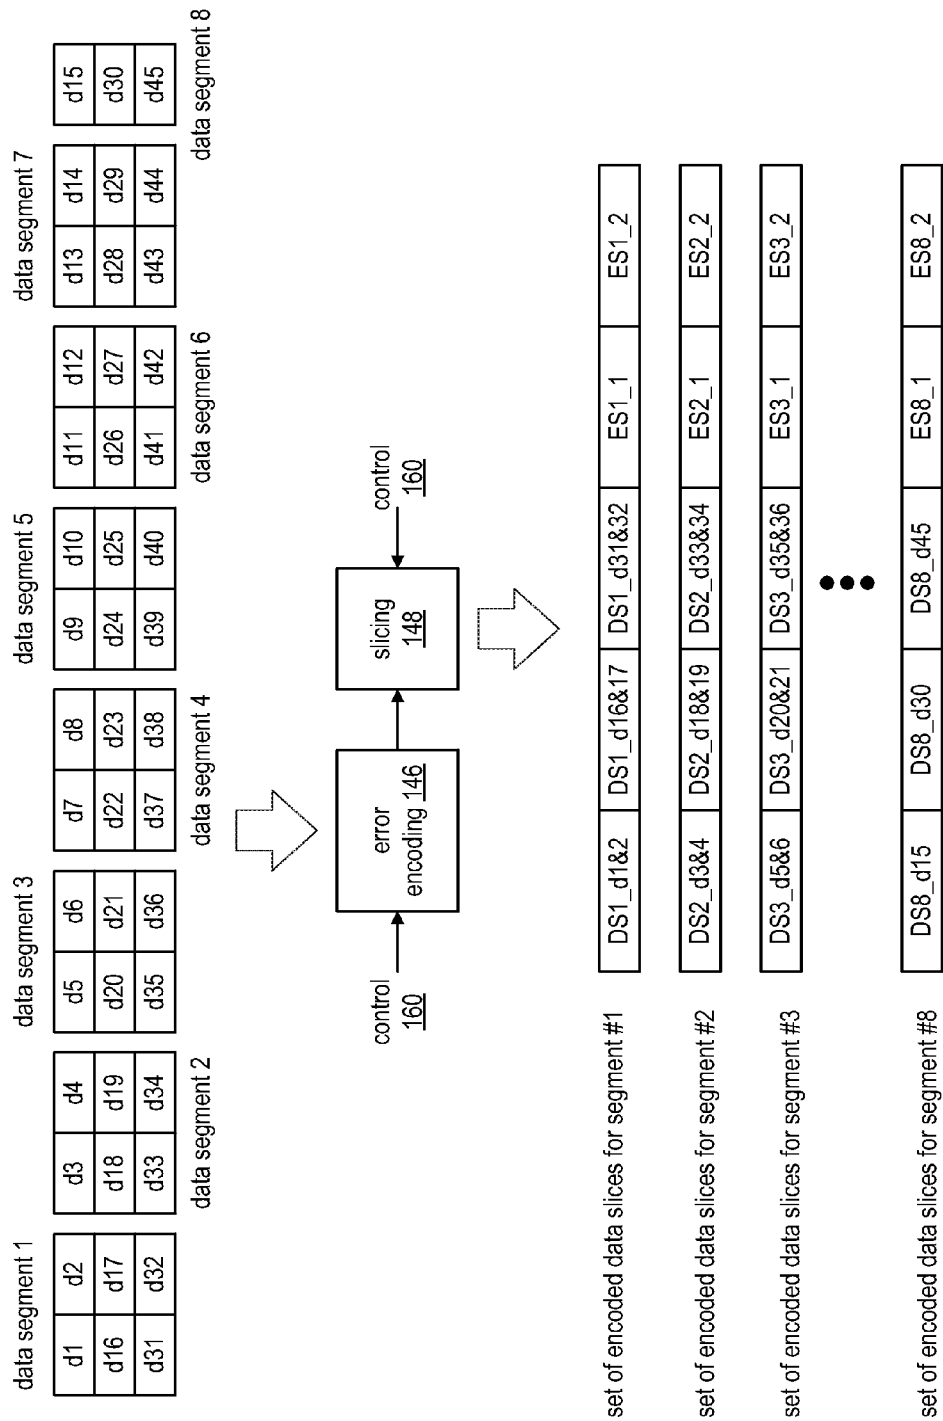 data segment 1
data segment 3
data segment 5
data segment 7
d1 d2 d3 d4 d5 d6 d7 d8 d9 d10 d11 d12 d13 d14 d15
d16 d17 d18 d19 d20 d21 d22 d23 d24 d25 d26 d27 d28 d29 d30
d31 d32 d33 d34 d35 d36 d37 d38 d39 d40 d41 d42 d43 d44 d45
data segment 2
data segment 4
data segment 6
data segment 8
control
160
error
encoding 146
slicing
148
control
160
set of encoded data slices for segment #1 DS1_d1&2 DS1_d16&17 DS1_d31&32 ES1_1 ES1_2
set of encoded data slices for segment #2 DS2_d3&4 DS2_d18&19 DS2_d33&34 ES2_1 ES2_2
set of encoded data slices for segment #3 DS3_d5&6 DS3_d20&21 DS3_d35&36 ES3_1 ES3_2
set of encoded data slices for segment #8 DS8_d15 DS8_d30 DS8_d45 ES8_1 ES8_2